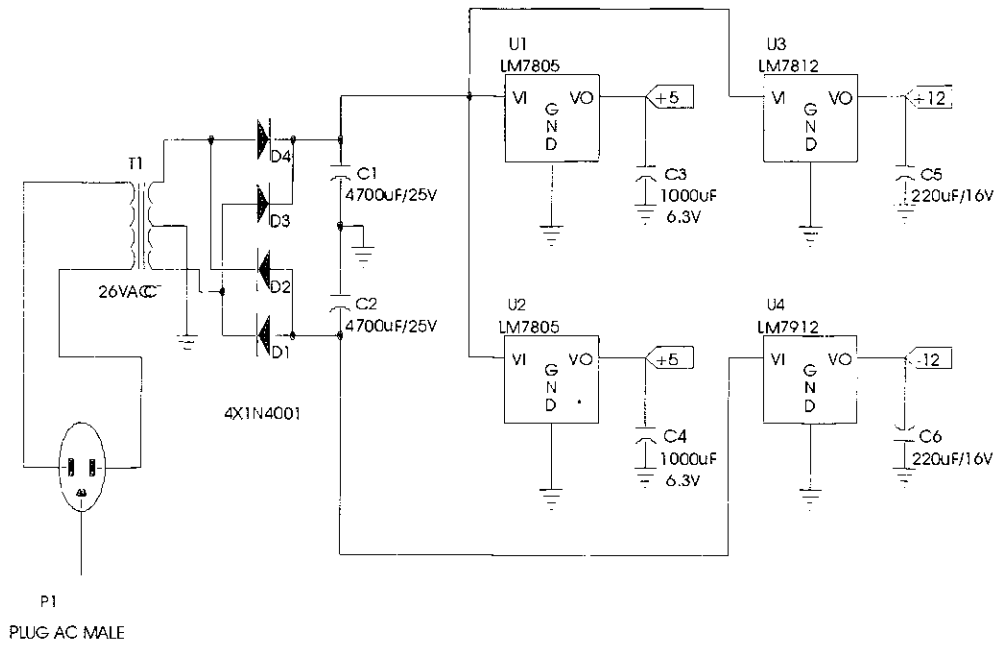 U1
LM7805
VI
GND
VO
+5
C3
1000uF
6.3V
U3
LM7812
VI
GND
VO
+12
C5
220uF/16V
T1
26VAC
D4
D3
D2
D1
4X1N4001
C1
4700uF/25V
C2
4700uF/25V
U2
LM7805
VI
GND
VO
+5
C4
1000uF
6.3V
U4
LM7912
VI
GND
VO
-12
C6
220uF/16V
P1
PLUG AC MALE